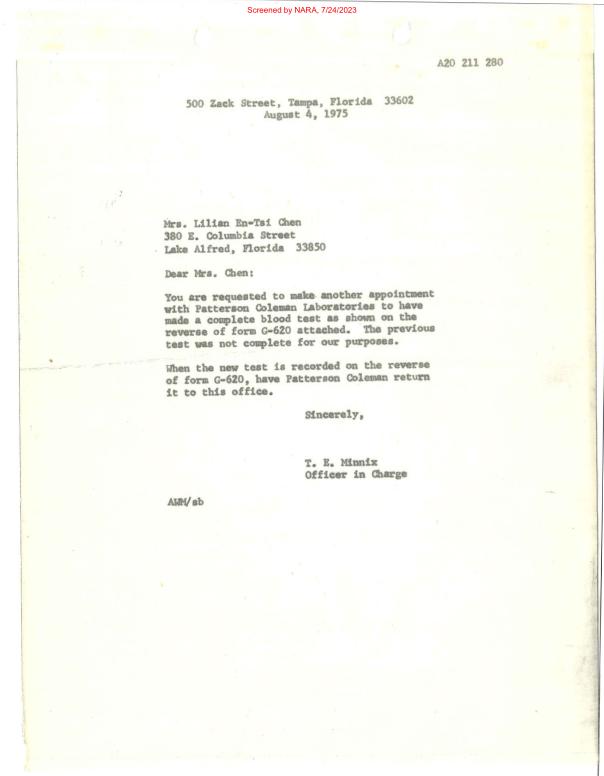 Screened by NARA, 7/24/2023
A20 211 280
500 Zack Street, Tampa, Florida 33602
August 4, 1975
Mrs. Lilian En-Tsi Chen
380 E. Columbia Street
Lake Alfred, Florida 33850
Dear Mrs. Chen:
You are requested to make another appointment
with Patterson Coleman Laboratories to have
made a complete blood test as shown on the
reverse of form G-620 attached. The previous
test was not complete for our purposes.
When the new test is recorded on the reverse
of form G-620, have Patterson Coleman return
it to this office.
Sincerely,
T. E. Minnix
Officer in Charge
AWM/sb